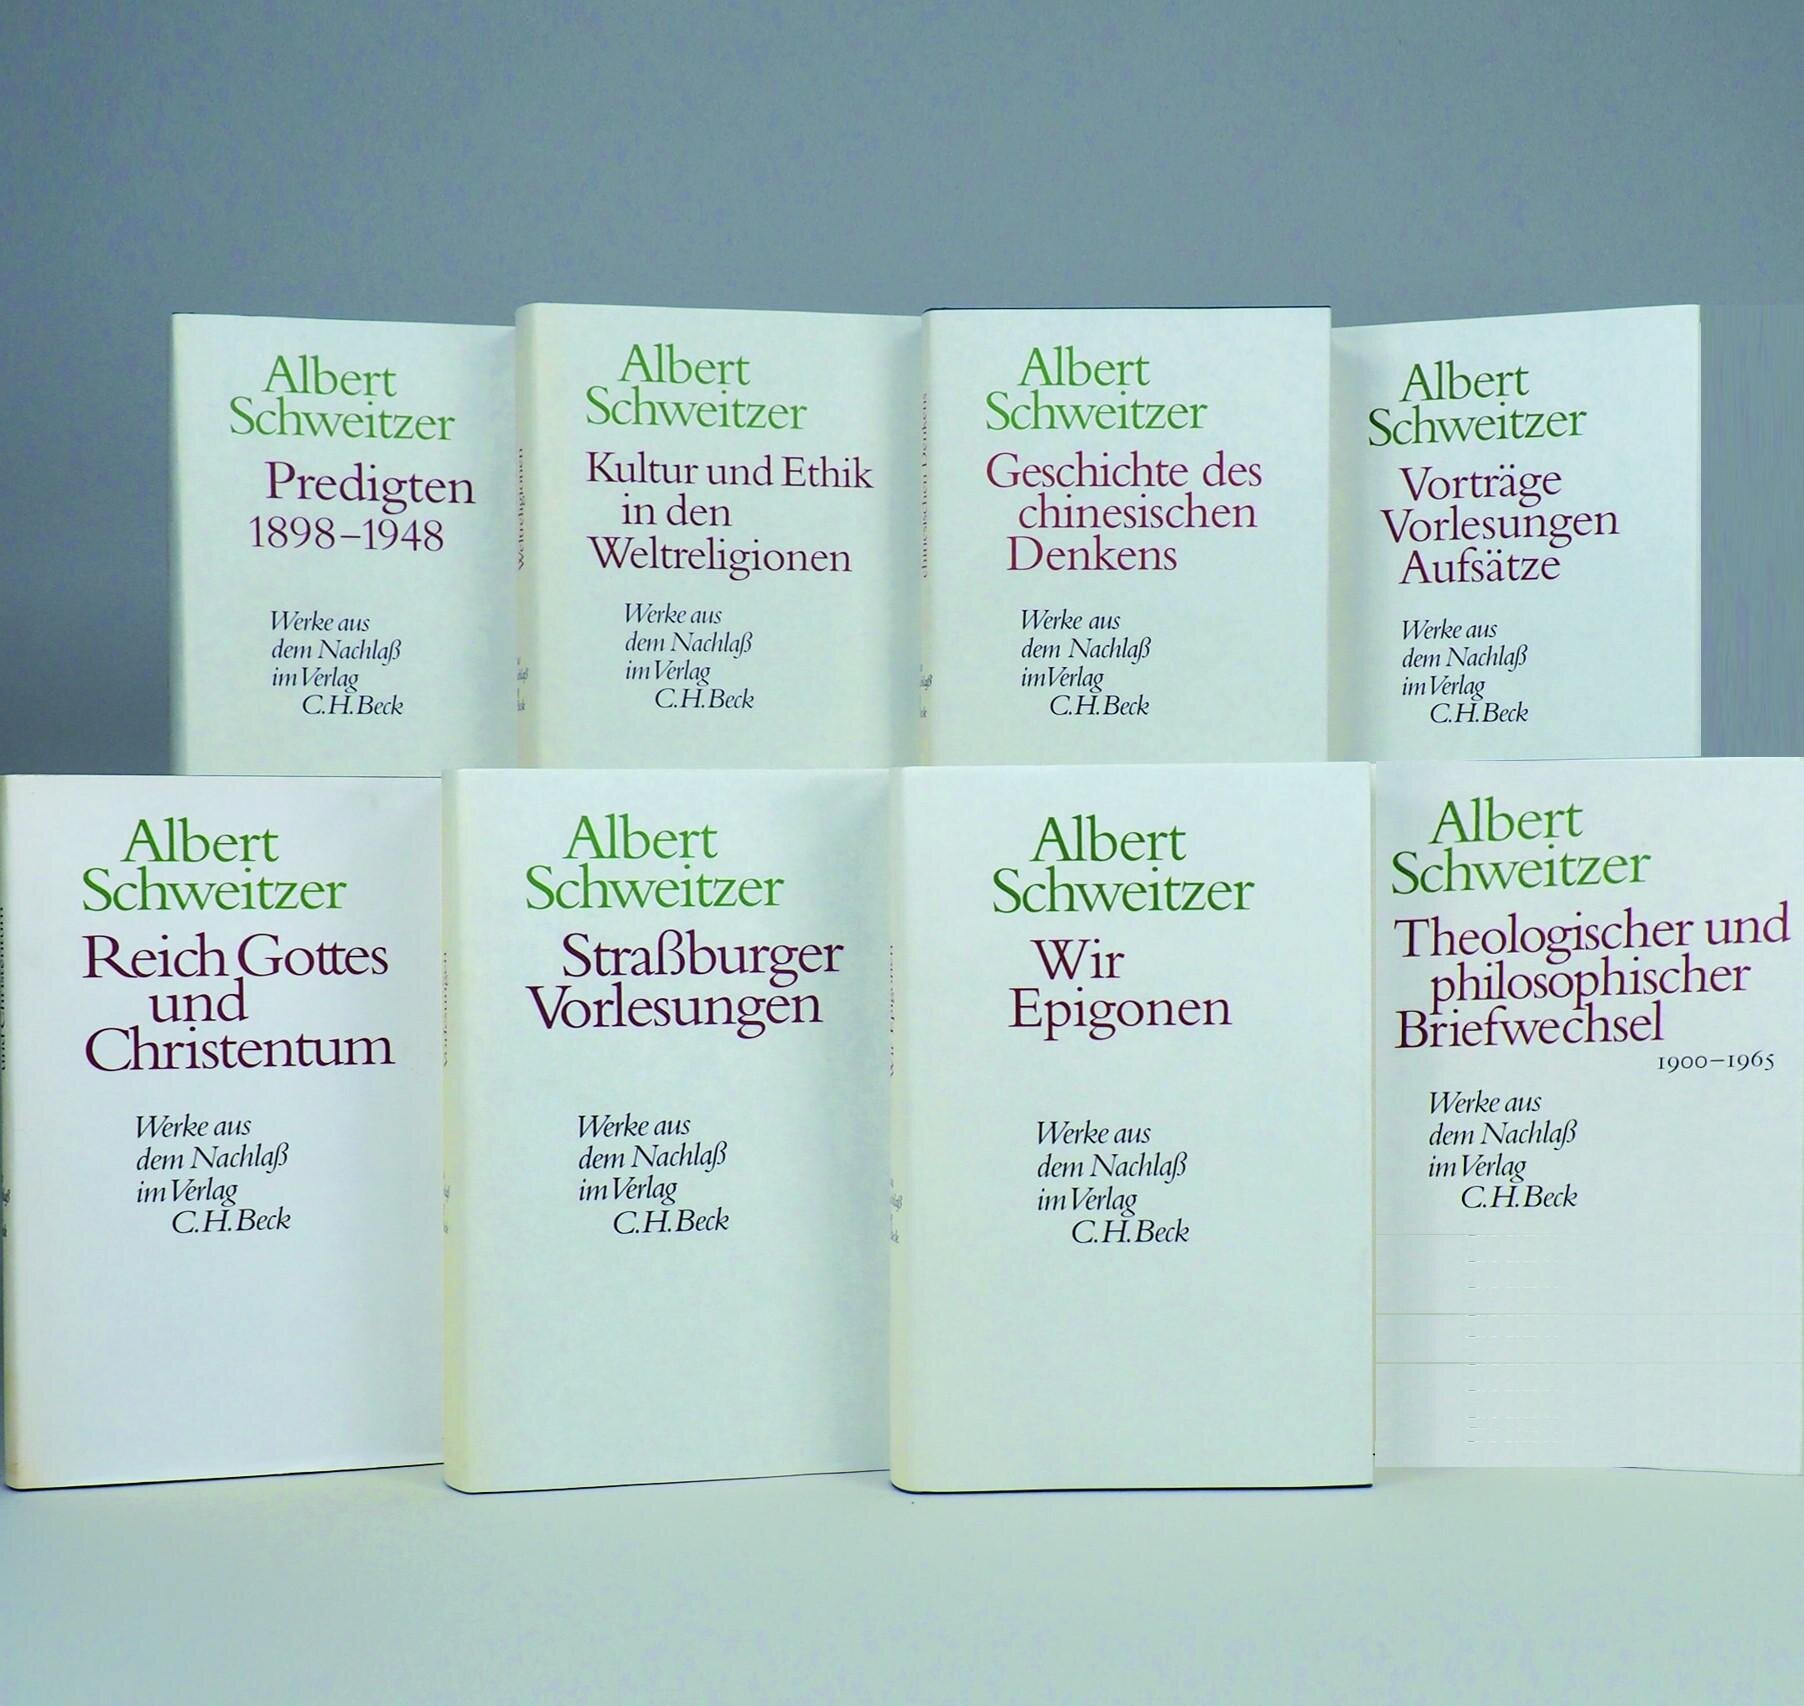 Albert
Schweitzer
Predigten
1898–1948
Werke aus
dem Nachlaß
im Verlag
C.H.Beck
Weltreligionen
Albert
Schweitzer
Kultur und Ethik
in den
Weltreligionen
Werke aus
dem Nachlaß
im Verlag
C.H.Beck
chinesischen Denkens
Albert
Schweitzer
Geschichte des
chinesischen
Denkens
Werke aus
dem Nachlaß
im Verlag
C.H.Beck
Albert
Schweitzer
Vorträge
Vorlesungen
Aufsätze
Werke aus
dem Nachlaß
im Verlag
C.H.Beck
Albert
Schweitzer
Reich Gottes
und
Christentum
Werke aus
dem Nachlaß
im Verlag
C.H.Beck
Albert
Schweitzer
Straßburger
Vorlesungen
Werke aus
dem Nachlaß
im Verlag
C.H.Beck
Wir Epigonen
Albert
Schweitzer
Wir
Epigonen
Werke aus
dem Nachlaß
im Verlag
C.H.Beck
Albert
Schweitzer
Theologischer und
philosophischer
Briefwechsel
1900–1965
Werke aus
dem Nachlaß
im Verlag
C.H.Beck